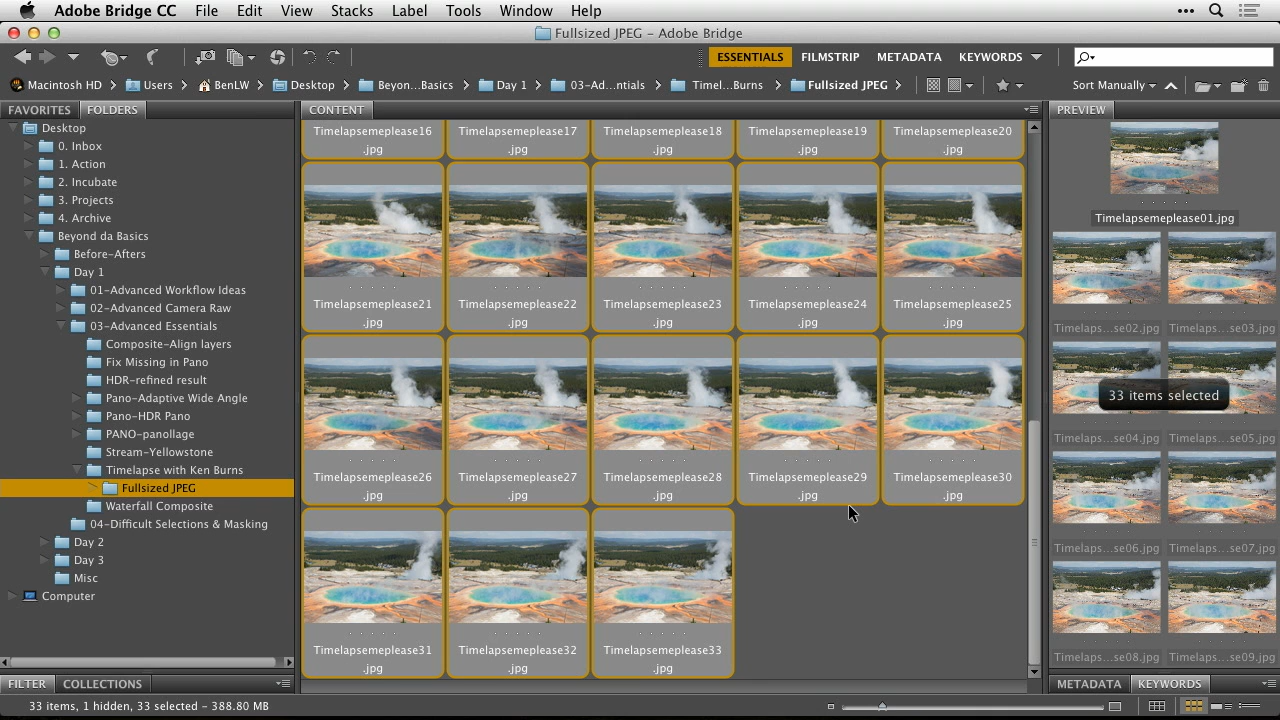 Adobe Bridge CC File Edit View Stacks Label Tools Window Help
Fullsized JPEG – Adobe Bridge
ESSENTIALS FILMSTRIP METADATA KEYWORDS
Macintosh HD Users BenLW Desktop Beyon...Basics Day 1 03-Ad...ntials Timel...Burns Fullsized JPEG Sort Manually
FAVORITES FOLDERS
Desktop
0. Inbox
1. Action
2. Incubate
3. Projects
4. Archive
Beyond da Basics
Before-Afters
Day 1
01-Advanced Workflow Ideas
02-Advanced Camera Raw
03-Advanced Essentials
Composite-Align layers
Fix Missing in Pano
HDR-refined result
Pano-Adaptive Wide Angle
Pano-HDR Pano
PANO-panollage
Stream-Yellowstone
Timelapse with Ken Burns
Fullsized JPEG
Waterfall Composite
04-Difficult Selections & Masking
Day 2
Day 3
Misc
Computer
FILTER COLLECTIONS
CONTENT
Timelapsemeplease16 Timelapsemeplease17 Timelapsemeplease18 Timelapsemeplease19 Timelapsemeplease20
.jpg .jpg .jpg .jpg .jpg
Timelapsemeplease21 Timelapsemeplease22 Timelapsemeplease23 Timelapsemeplease24 Timelapsemeplease25
.jpg .jpg .jpg .jpg .jpg
Timelapsemeplease26 Timelapsemeplease27 Timelapsemeplease28 Timelapsemeplease29 Timelapsemeplease30
.jpg .jpg .jpg .jpg .jpg
Timelapsemeplease31 Timelapsemeplease32 Timelapsemeplease33
.jpg .jpg .jpg
PREVIEW
Timelapsemeplease01.jpg
Timelaps...se02.jpg Timelaps...se03.jpg
33 items selected
Timelaps...se04.jpg Timelaps...se05.jpg
Timelaps...se06.jpg Timelaps...se07.jpg
Timelaps...se08.jpg Timelaps...se09.jpg
METADATA KEYWORDS
33 items, 1 hidden, 33 selected – 388.80 MB